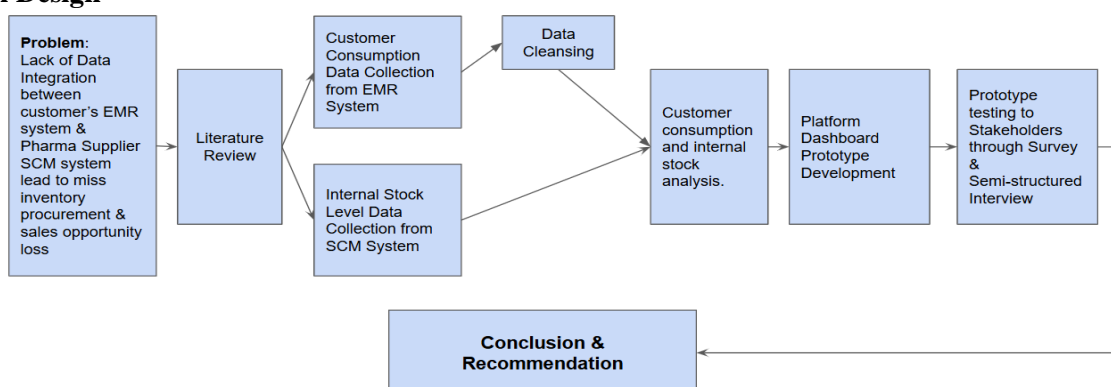 Design
Problem:
Lack of Data
Integration
between
customer's EMR
system &
Pharma Supplier
SCM system
lead to miss
inventory
procurement &
sales opportunity
loss
Literature
Review
Customer
Consumption
Data Collection
from EMR
System
Internal Stock
Level Data
Collection from
SCM System
Data
Cleansing
Customer
consumption
and internal
stock
analysis.
Platform
Dashboard
Prototype
Development
Prototype
testing to
Stakeholders
through Survey
&
Semi-structured
Interview
Conclusion &
Recommendation